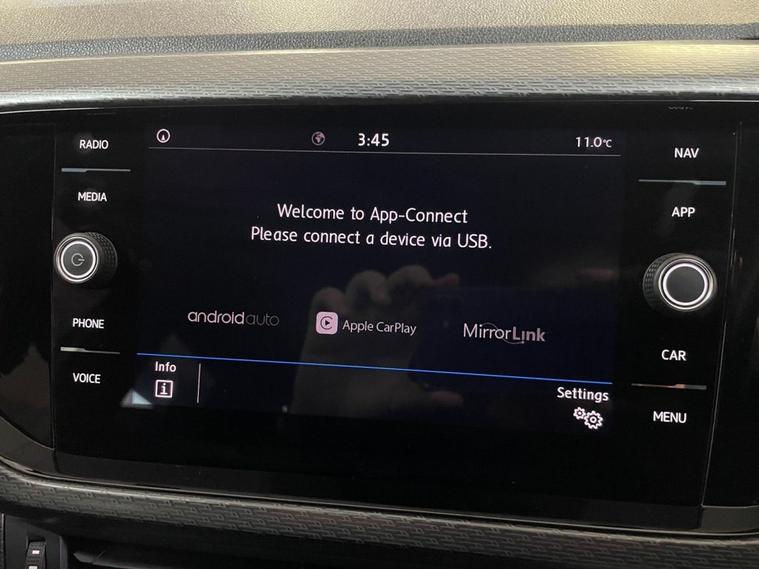 RADIO
MEDIA
PHONE
VOICE
3:45
11.0°C
Welcome to App-Connect
Please connect a device via USB.
androidauto
Apple CarPlay
MirrorLink
Info
i
Settings
NAV
APP
CAR
MENU